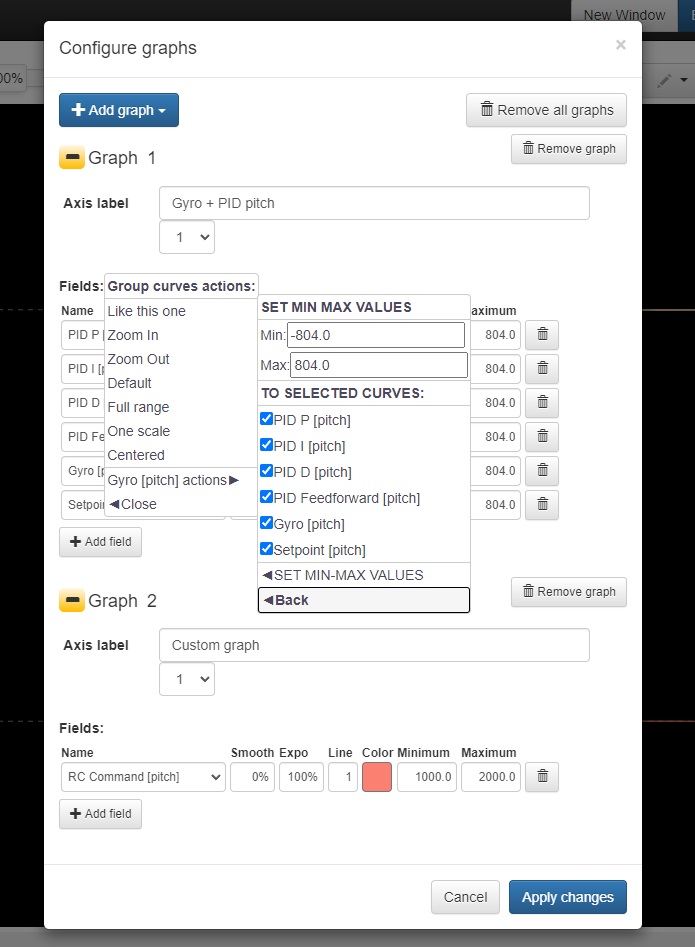 New Window
00%
Configure graphs
×
Add graph
Remove all graphs
Graph 1
Remove graph
Axis label
Gyro + PID pitch
1
Fields:
Group curves actions:
Like this one
Zoom In
Zoom Out
Default
Full range
One scale
Centered
Gyro [pitch] actions▶
◀Close
SET MIN MAX VALUES
Min: -804.0
Max: 804.0
TO SELECTED CURVES:
PID P [pitch]
PID I [pitch]
PID D [pitch]
PID Feedforward [pitch]
Gyro [pitch]
Setpoint [pitch]
◀SET MIN-MAX VALUES
◀Back
Name
aximum
PID P
804.0
PID I [p
804.0
PID D
804.0
PID Fe
804.0
Gyro [p
804.0
Setpoin
804.0
Add field
Graph 2
Remove graph
Axis label
Custom graph
1
Fields:
Name Smooth Expo Line Color Minimum Maximum
RC Command [pitch] 0% 100% 1 1000.0 2000.0
Add field
Cancel
Apply changes